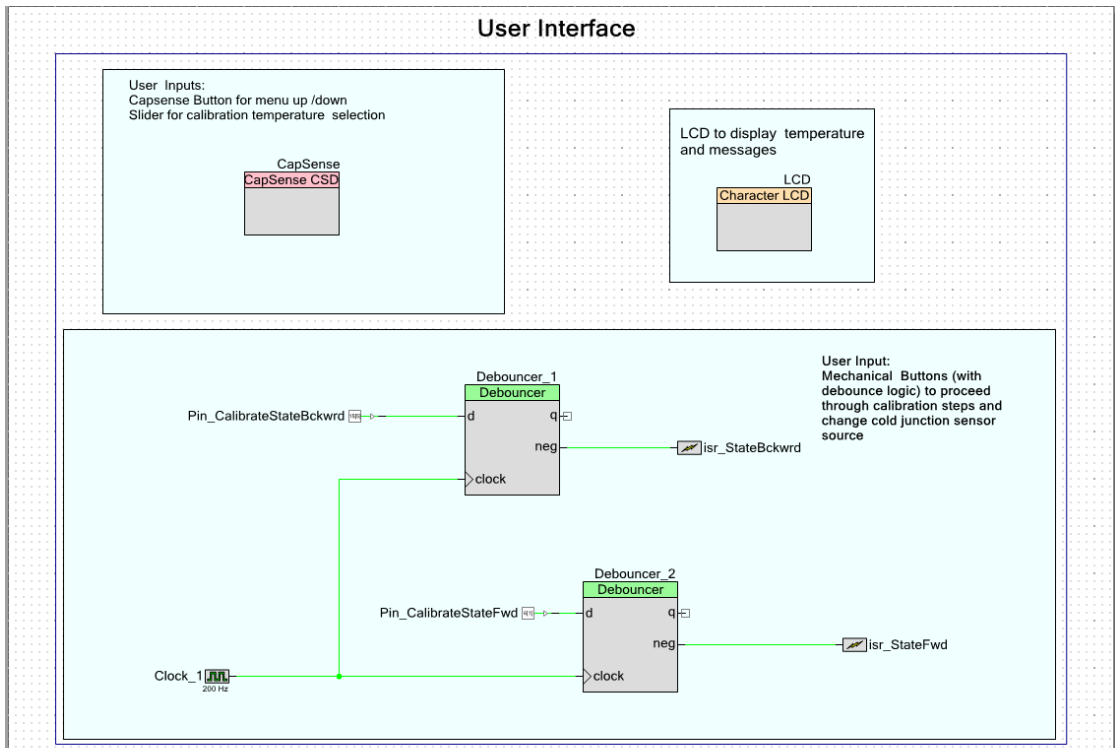 User Interface
User Inputs:
Capsense Button for menu up /down
Slider for calibration temperature selection
CapSense
CapSense CSD
LCD to display temperature
and messages
LCD
Character LCD
User Input:
Mechanical Buttons (with
debounce logic) to proceed
through calibration steps and
change cold junction sensor
source
Debouncer_1
Debouncer
Pin_CalibrateStateBckwrd
d
q
neg
isr_StateBckwrd
clock
Debouncer_2
Debouncer
Pin_CalibrateStateFwd
d
q
neg
isr_StateFwd
Clock_1
clock
200 Hz